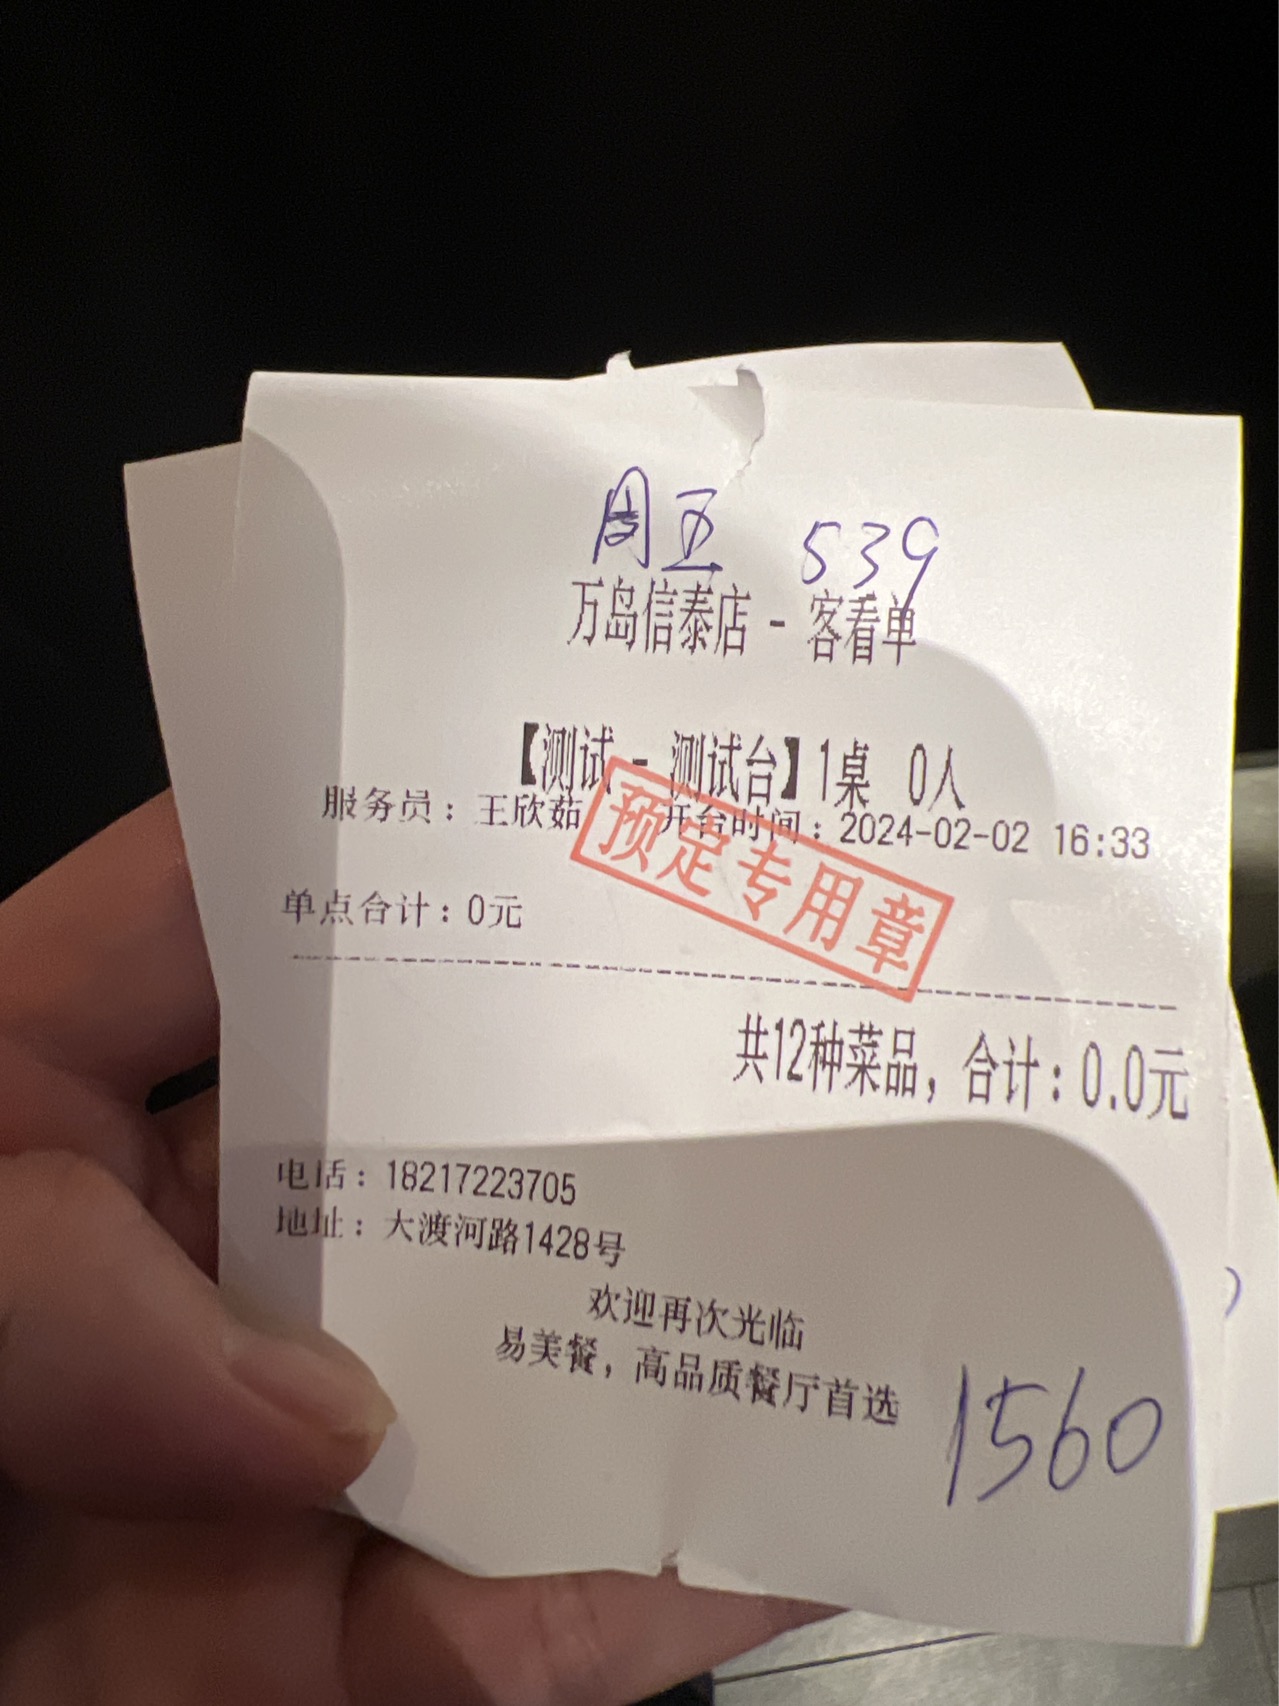 周五 539
万岛信泰店 - 客看单
【测试 - 测试台】1桌 0人
服务员：王欣茹 开台时间：2024-02-02 16:33
预定专用章
单点合计：0元
共12种菜品，合计：0.0元
电话：18217223705
地址：大渡河路1428号
欢迎再次光临
易美餐，高品质餐厅首选
1560